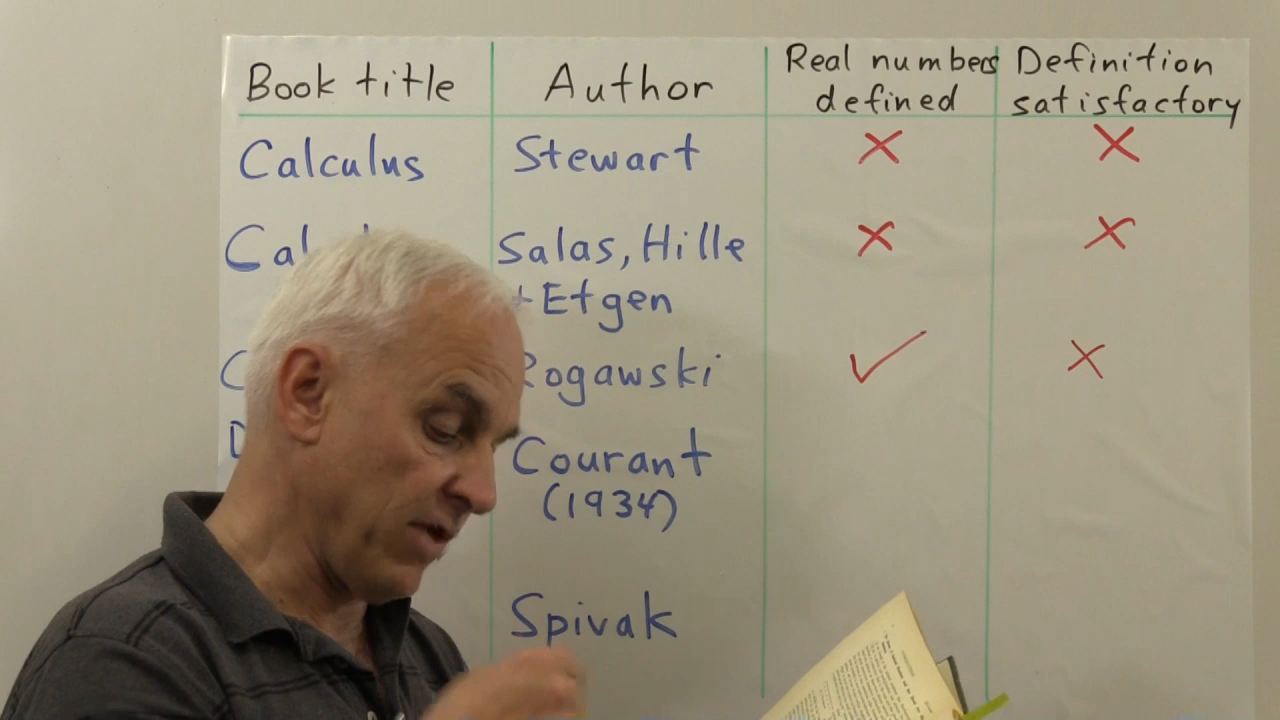 Book title Author Real numbers defined Definition satisfactory
Calculus Stewart × ×
Salas, Hille × ×
+ Etgen
Rogawski ✓ ×
Courant
(1934)
Spivak